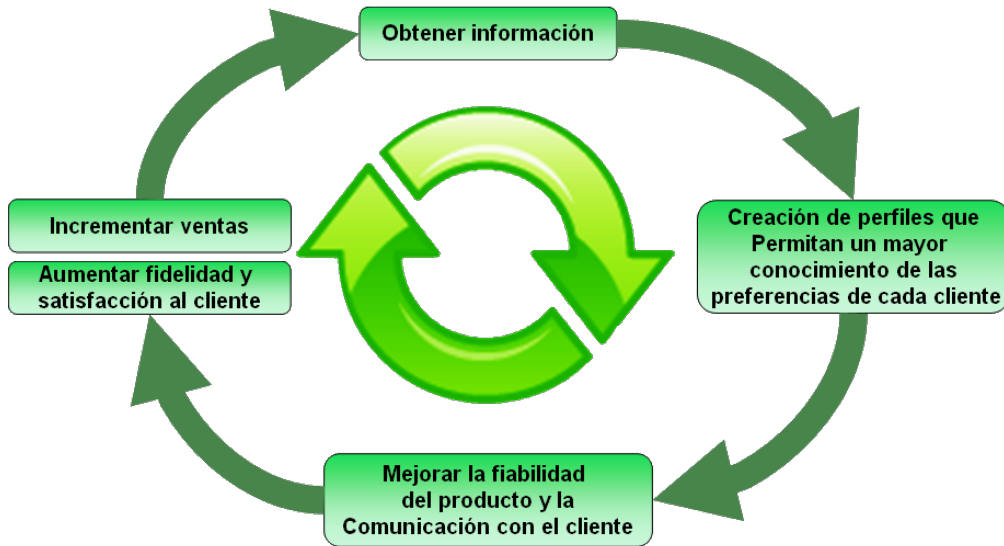 Obtener información
Creación de perfiles que
Permitan un mayor
conocimiento de las
preferencias de cada cliente
Mejorar la fiabilidad
del producto y la
Comunicación con el cliente
Incrementar ventas
Aumentar fidelidad y
satisfacción al cliente